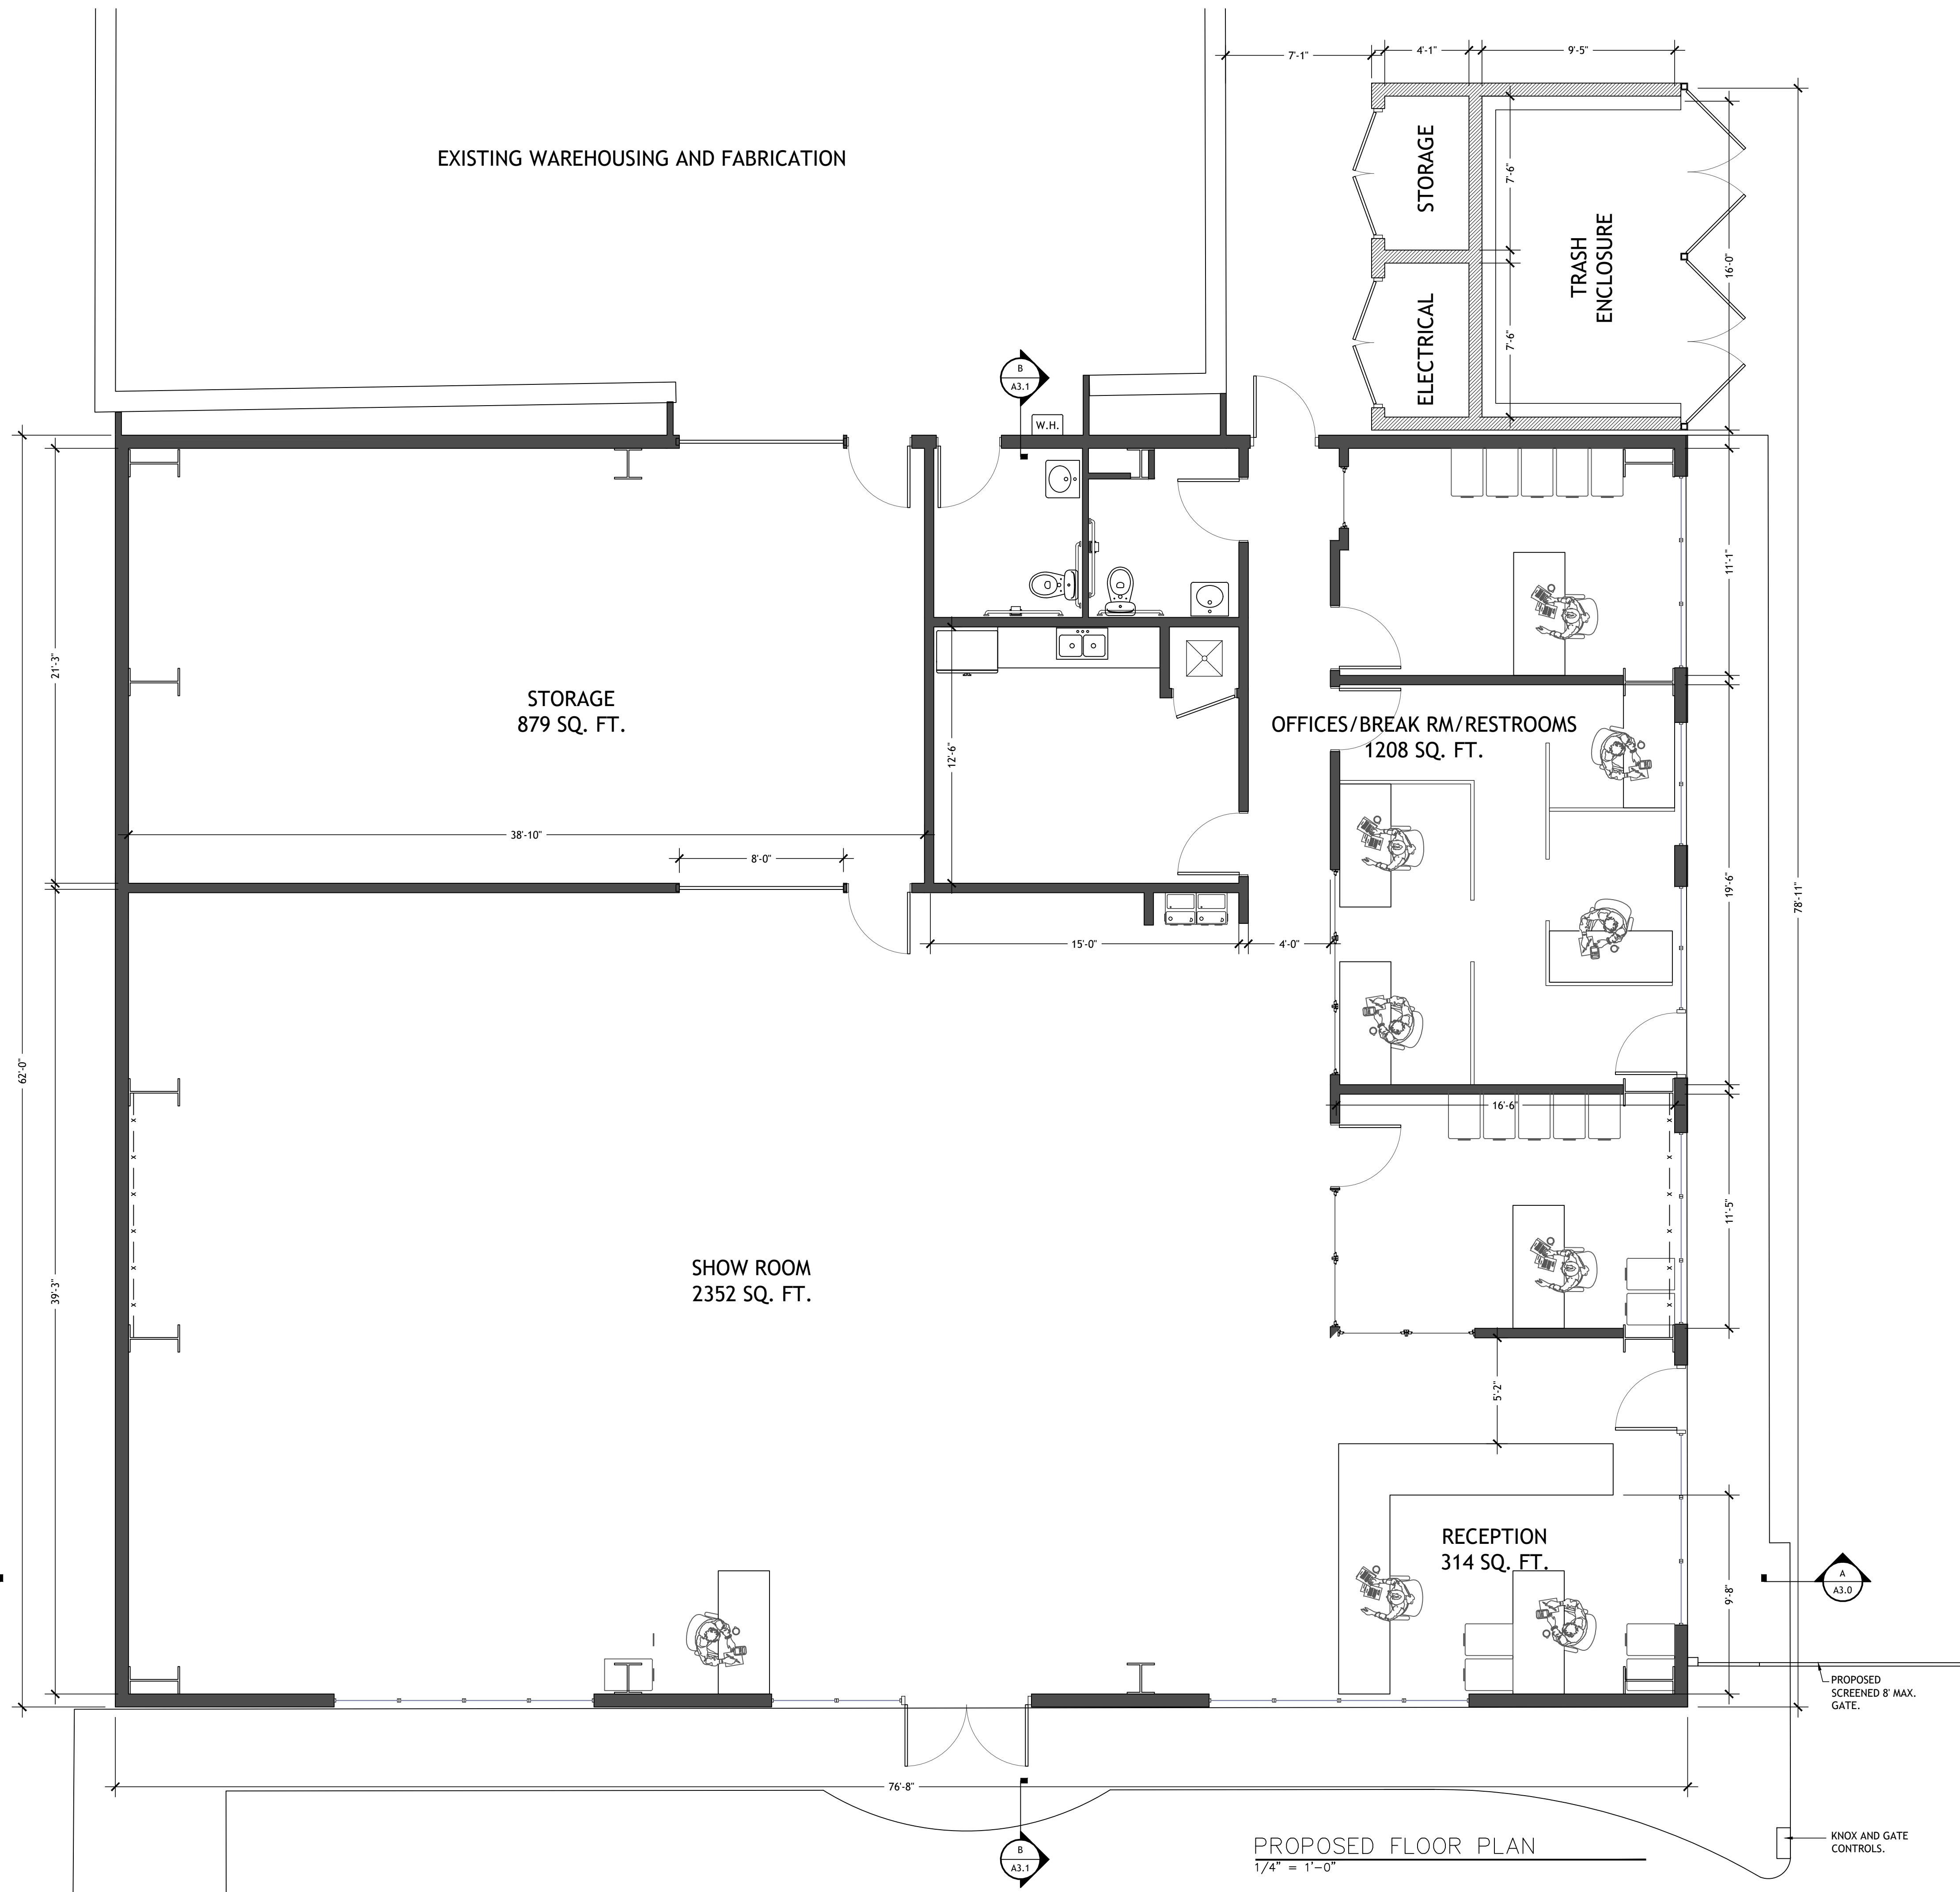 7'-1"
4'-1"
9'-5"
EXISTING WAREHOUSING AND FABRICATION
STORAGE
7'-6"
TRASH
ENCLOSURE
16'-0"
ELECTRICAL
7'-6"
B
A3.1
W.H.
21'-3"
11'-1"
STORAGE
879 SQ. FT.
12'-6"
OFFICES/BREAK RM/RESTROOMS
1208 SQ. FT.
38'-10"
8'-0"
19'-6"
78'-11"
15'-0"
4'-0"
62'-0"
16'-6"
x
x
x
x
x
x
x
x
x
x
x
x
11'-5"
39'-3"
SHOW ROOM
2352 SQ. FT.
5'-2"
RECEPTION
314 SQ. FT.
9'-8"
A
A3.0
PROPOSED
SCREENED 8' MAX.
GATE.
76'-8"
B
A3.1
PROPOSED FLOOR PLAN
1/4" = 1'-0"
KNOX AND GATE
CONTROLS.